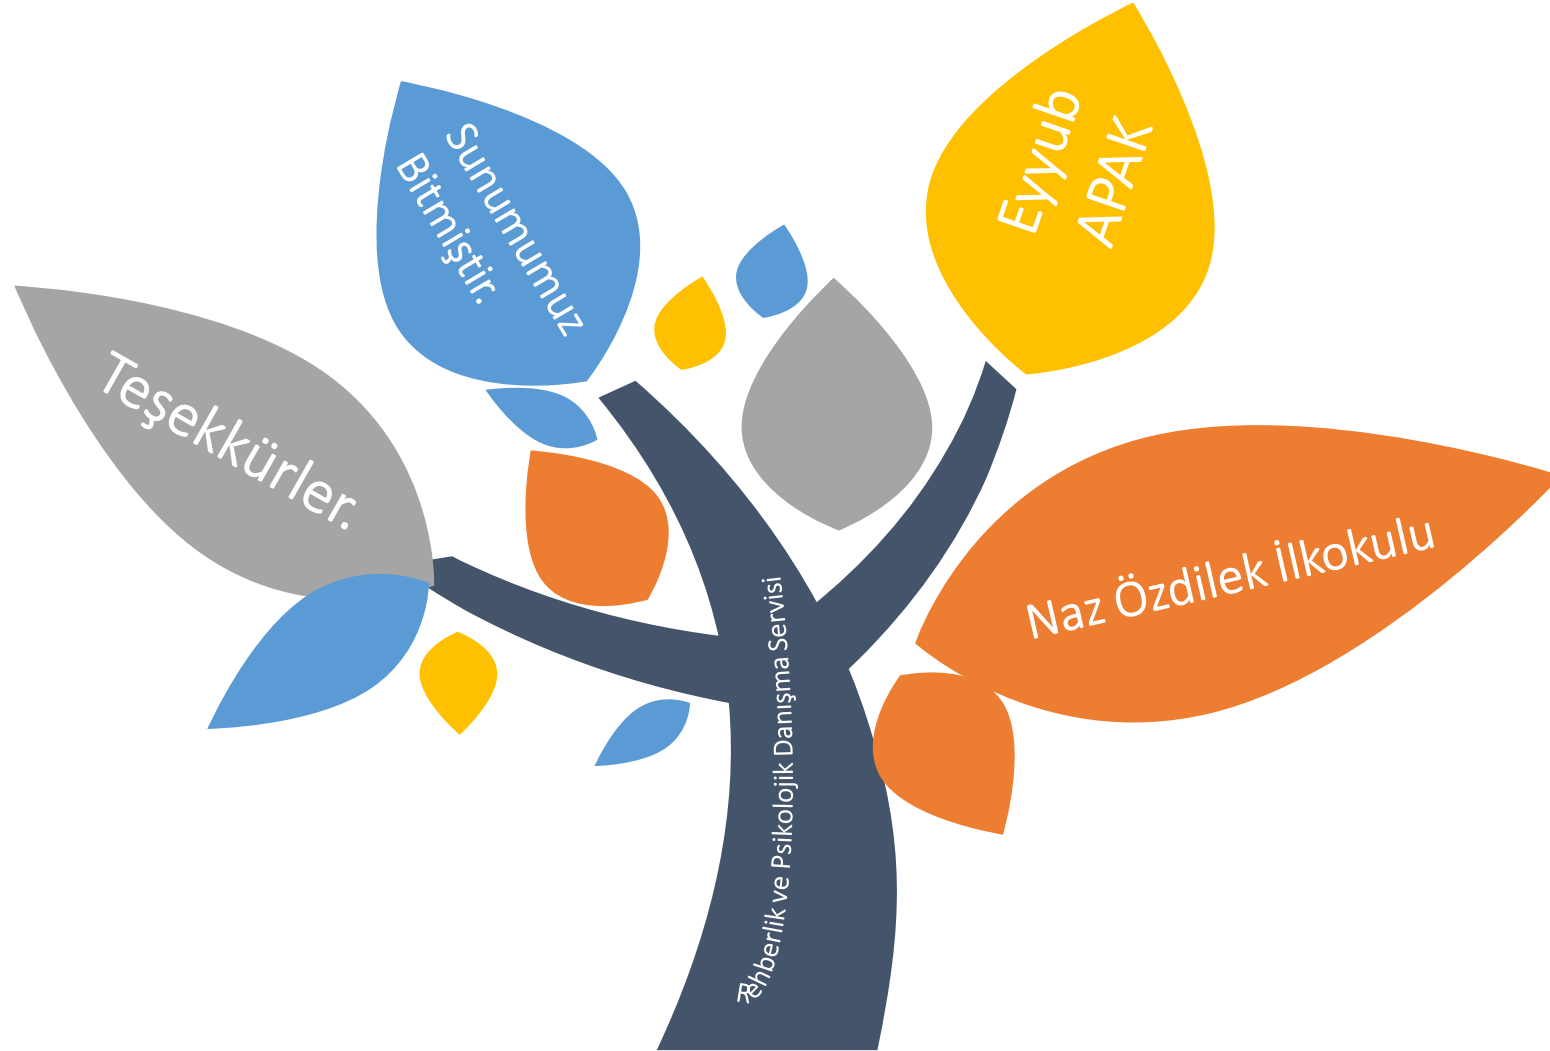 Sunumumuz
Bitmiştir.
Eyyub
APAK
Teşekkürler.
Naz Özdilek İlkokulu
Rehberlik ve Psikolojik Danışma Servisi